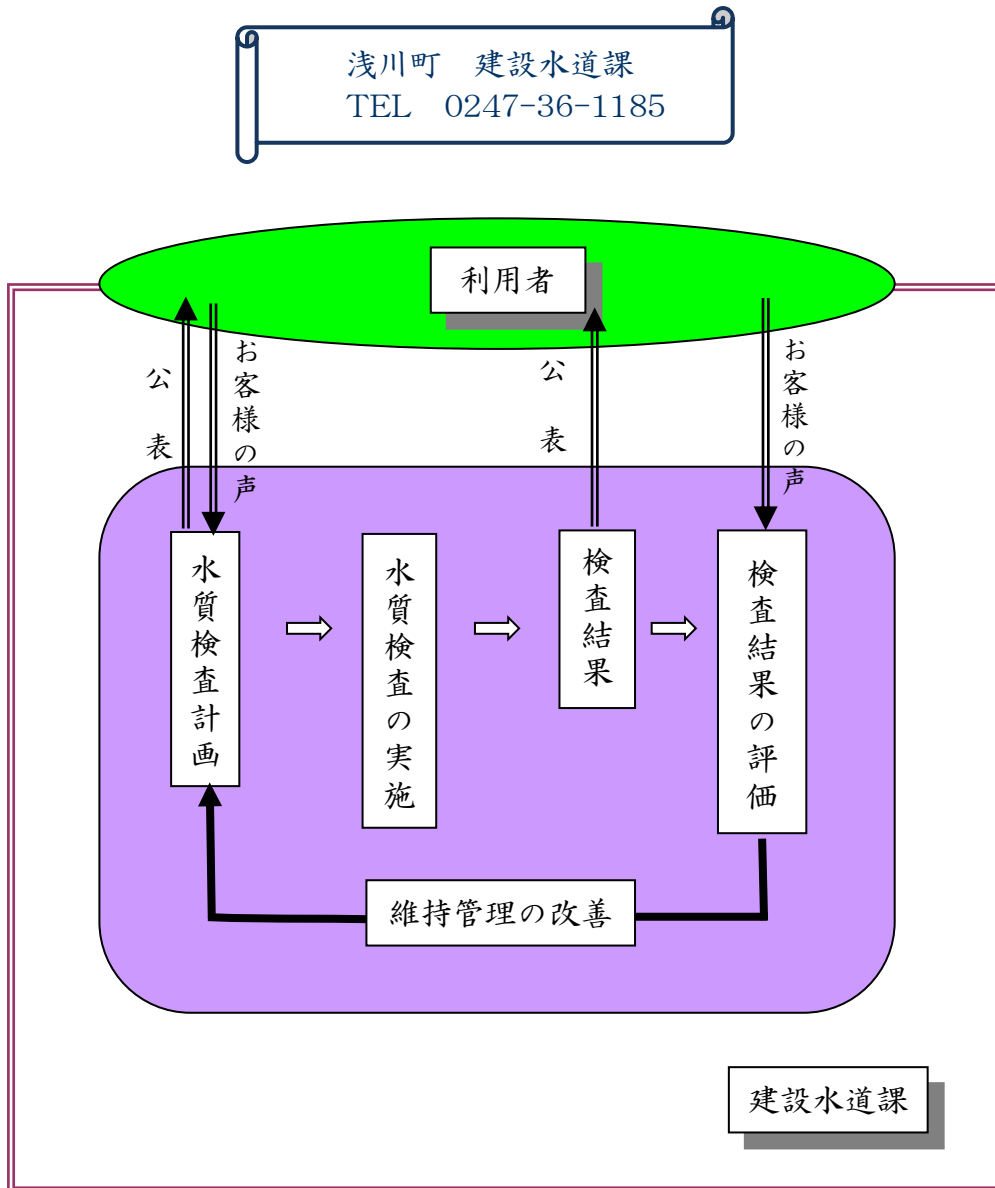 浅川町　建設水道課
TEL　0247-36-1185
利用者
公表
お客様の声
公表
お客様の声
水質検査計画
水質検査の実施
検査結果
検査結果の評価
維持管理の改善
建設水道課